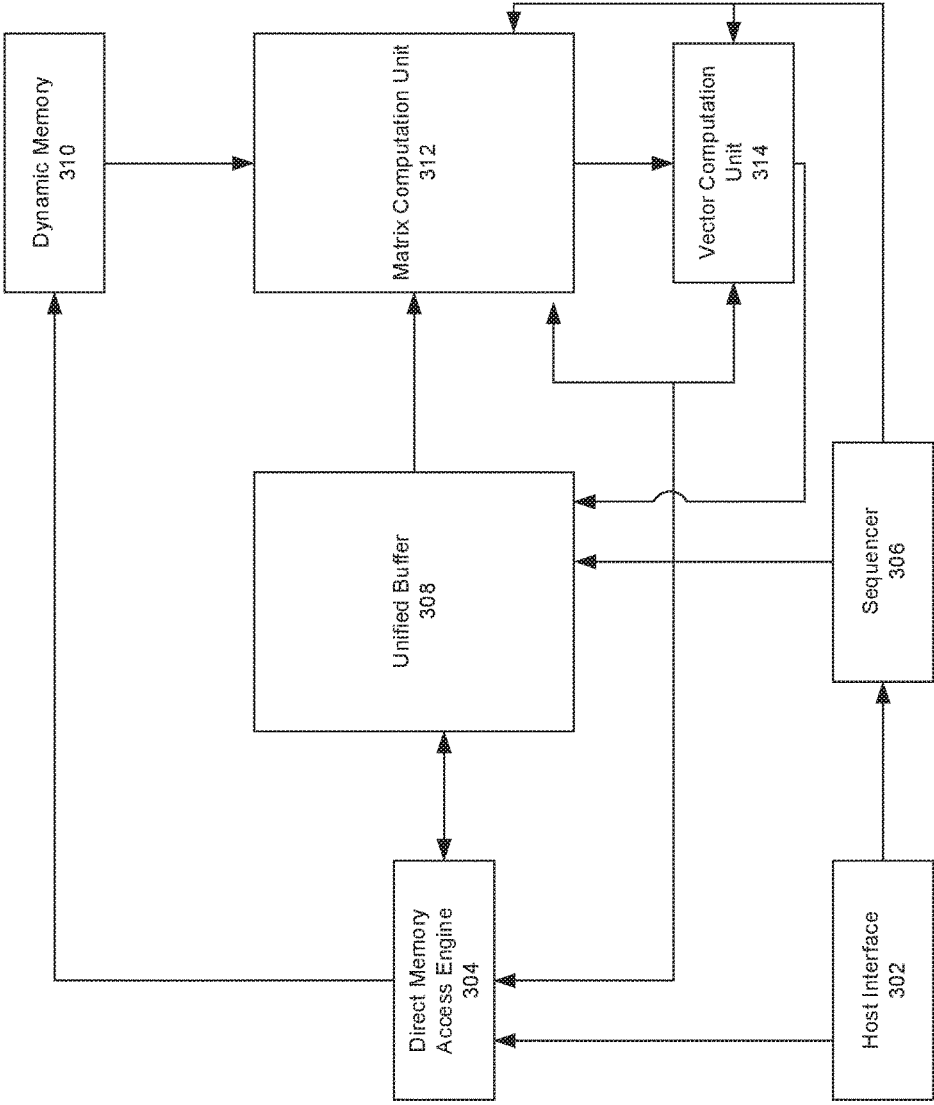 Dynamic Memory
310
Matrix Computation Unit
312
Vector Computation
Unit
314
Unified Buffer
308
Sequencer
306
Direct Memory
Access Engine
304
Host Interface
302